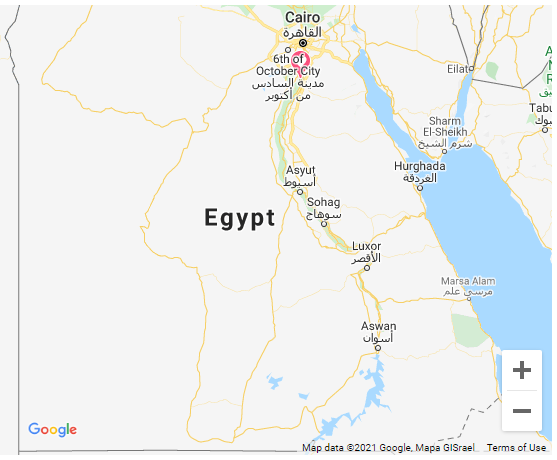 Cairo
القاهرة
6th of
October City
مدينة السادس
من أكتوبر
Eilat
Tabu
بوك
Sharm
El-Sheikh
شرم الشيخ
Hurghada
الغردقة
Asyut
أسيوط
Sohag
سوهاج
Egypt
Luxor
الأقصر
Marsa Alam
مرسى علم
Aswan
أسوان
+
−
Google
Map data ©2021 Google, Mapa GISrael
Terms of Use